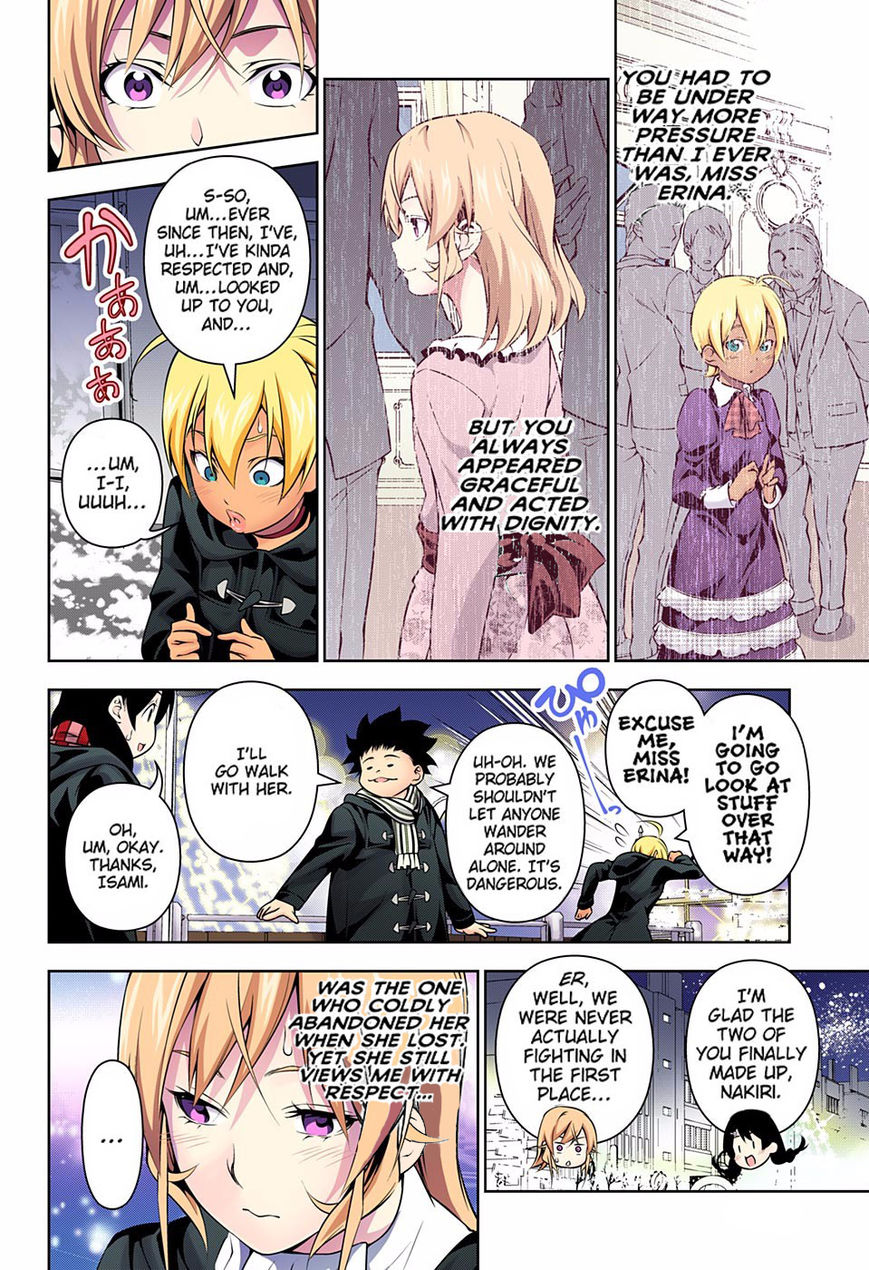 YOU HAD TO
BE UNDER
WAY MORE
PRESSURE
THAN I EVER
WAS, MISS
ERINA.
BUT YOU
ALWAYS
APPEARED
GRACEFUL
AND ACTED
WITH DIGNITY.
S-SO,
UM...EVER
SINCE THEN, I'VE,
UH...I'VE KINDA
RESPECTED AND,
UM...LOOKED
UP TO YOU,
AND...
かぁぁぁ
...UM,
I-I,
UUUH...
I'M
GOING
TO GO
LOOK AT
STUFF
OVER
THAT
WAY!
EXCUSE
ME,
MISS
ERINA!
ぴゅー
UH-OH. WE
PROBABLY
SHOULDN'T
LET ANYONE
WANDER
AROUND
ALONE. IT'S
DANGEROUS.
I'LL
GO WALK
WITH HER.
OH,
UM, OKAY.
THANKS,
ISAMI.
I'M
GLAD THE
TWO OF
YOU FINALLY
MADE UP,
NAKIRI.
ER,
WELL, WE
WERE NEVER
ACTUALLY
FIGHTING IN
THE FIRST
PLACE...
WAS THE ONE
WHO COLDLY
ABANDONED HER
WHEN SHE LOST.
YET SHE STILL
VIEWS ME WITH
RESPECT...
...